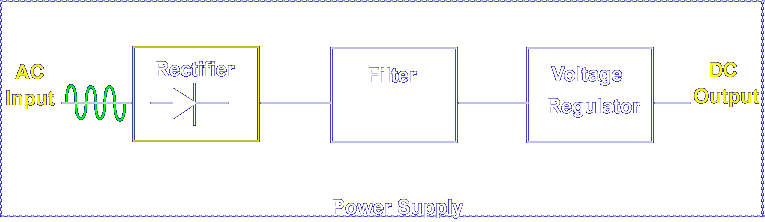 AC
Input
Rectifier
Filter
Voltage
Regulator
DC
Output
Power Supply